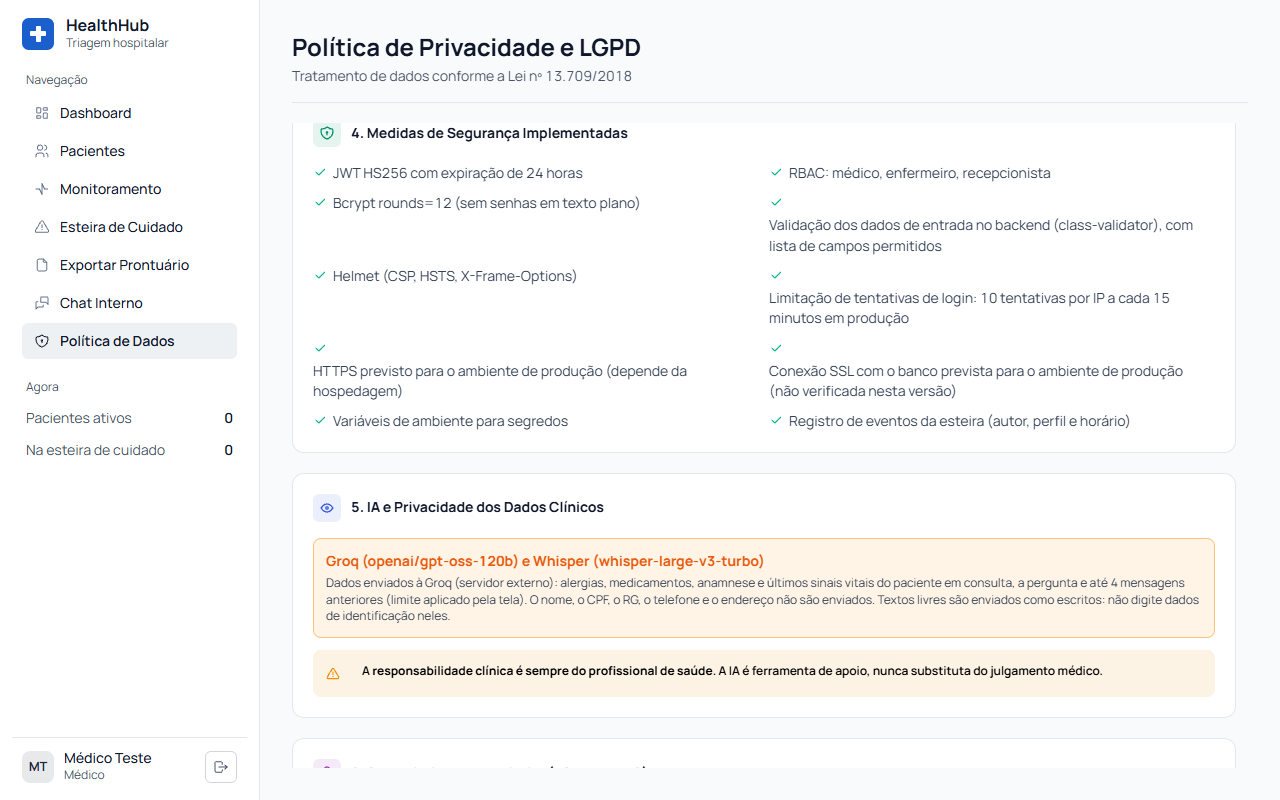 HealthHub
Triagem hospitalar
Navegação
Dashboard
Pacientes
Monitoramento
Esteira de Cuidado
Exportar Prontuário
Chat Interno
Política de Dados
Agora
Pacientes ativos 0
Na esteira de cuidado 0
MT
Médico Teste
Médico
Política de Privacidade e LGPD
Tratamento de dados conforme a Lei nº 13.709/2018
4. Medidas de Segurança Implementadas
JWT HS256 com expiração de 24 horas
RBAC: médico, enfermeiro, recepcionista
Bcrypt rounds=12 (sem senhas em texto plano)
Validação dos dados de entrada no backend (class-validator), com
lista de campos permitidos
Helmet (CSP, HSTS, X-Frame-Options)
Limitação de tentativas de login: 10 tentativas por IP a cada 15
minutos em produção
HTTPS previsto para o ambiente de produção (depende da
hospedagem)
Conexão SSL com o banco prevista para o ambiente de produção
(não verificada nesta versão)
Variáveis de ambiente para segredos
Registro de eventos da esteira (autor, perfil e horário)
5. IA e Privacidade dos Dados Clínicos
Groq (openai/gpt-oss-120b) e Whisper (whisper-large-v3-turbo)
Dados enviados à Groq (servidor externo): alergias, medicamentos, anamnese e últimos sinais vitais do paciente em consulta, a pergunta e até 4 mensagens
anteriores (limite aplicado pela tela). O nome, o CPF, o RG, o telefone e o endereço não são enviados. Textos livres são enviados como escritos: não digite dados
de identificação neles.
A responsabilidade clínica é sempre do profissional de saúde. A IA é ferramenta de apoio, nunca substituta do julgamento médico.